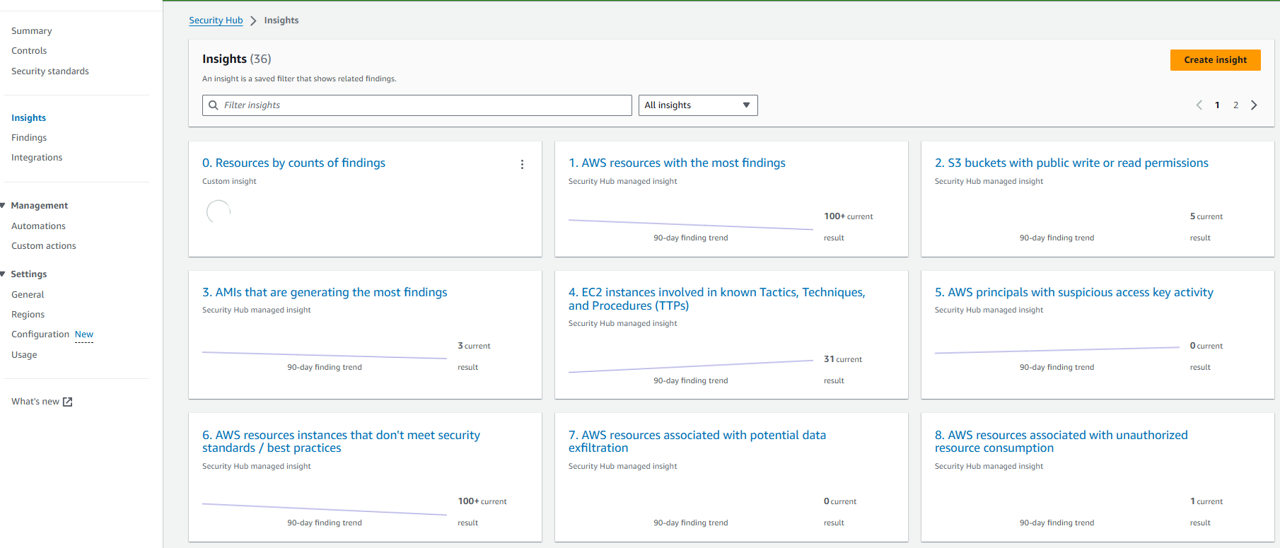 Security Hub > Insights
Summary
Controls
Security standards
Insights
Findings
Integrations
Management
Automations
Custom actions
Settings
General
Regions
Configuration New
Usage
What's new
Insights (36)
Create insight
An insight is a saved filter that shows related findings.
Filter insights
All insights
1 2
0. Resources by counts of findings
Custom insight
1. AWS resources with the most findings
Security Hub managed insight
100+ current
90-day finding trend
result
2. S3 buckets with public write or read permissions
Security Hub managed insight
5 current
90-day finding trend
result
3. AMIs that are generating the most findings
Security Hub managed insight
3 current
90-day finding trend
result
4. EC2 instances involved in known Tactics, Techniques,
and Procedures (TTPs)
Security Hub managed insight
31 current
90-day finding trend
result
5. AWS principals with suspicious access key activity
Security Hub managed insight
0 current
90-day finding trend
result
6. AWS resources instances that don't meet security
standards / best practices
Security Hub managed insight
100+ current
90-day finding trend
result
7. AWS resources associated with potential data
exfiltration
Security Hub managed insight
0 current
90-day finding trend
result
8. AWS resources associated with unauthorized
resource consumption
Security Hub managed insight
1 current
90-day finding trend
result